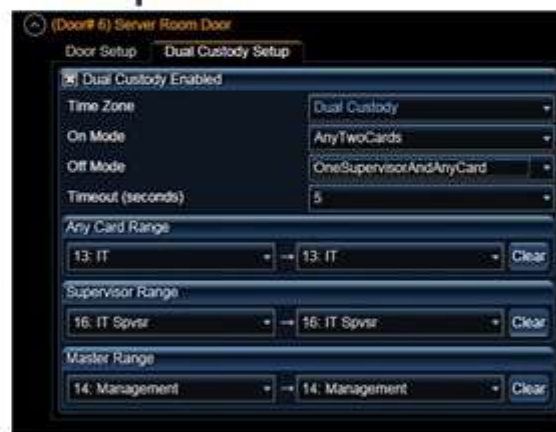 (Door# 6) Server Room Door
Door Setup Dual Custody Setup
Dual Custody Enabled
Time Zone Dual Custody
On Mode AnyTwoCards
Off Mode OneSupervisorAndAnyCard
Timeout (seconds) 5
Any Card Range
13: IT → 13: IT Clear
Supervisor Range
16: IT Spvsr → 16: IT Spvsr Clear
Master Range
14: Management → 14: Management Clear